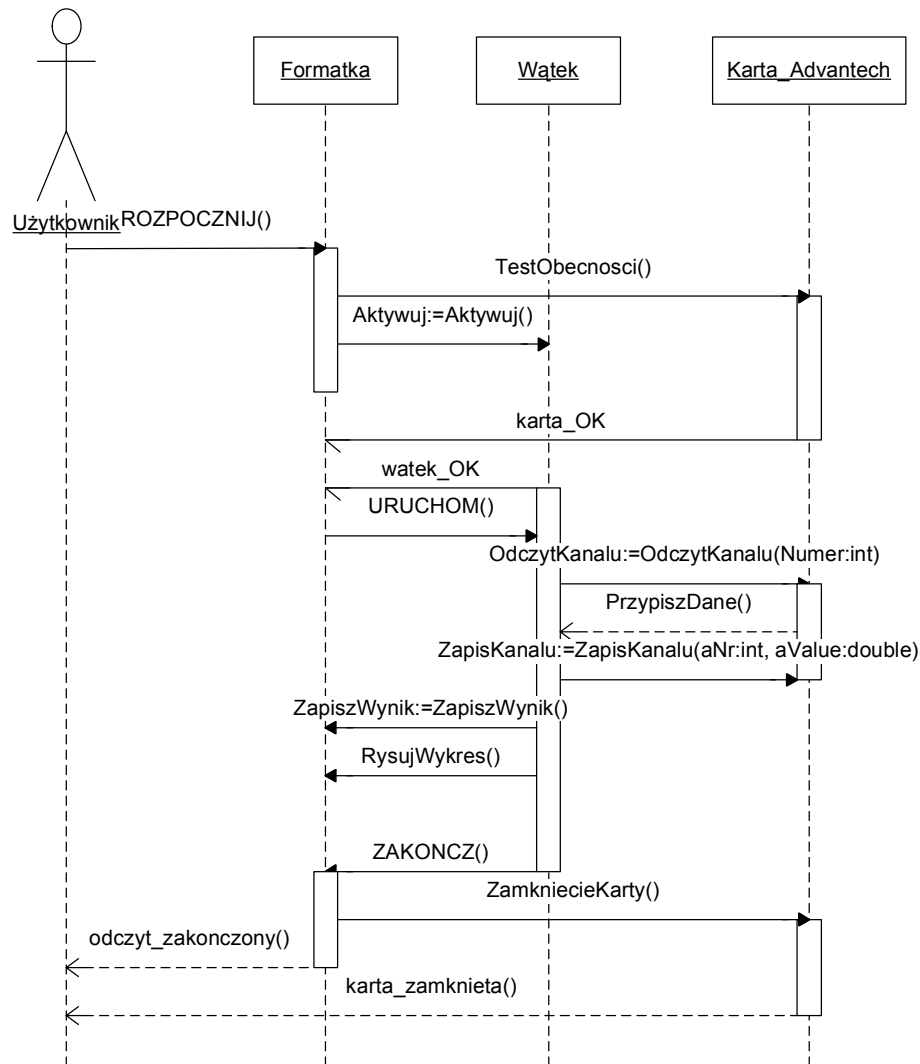 Formatka
Wątek
Karta_Advantech
Użytkownik
ROZPOCZNIJ()
TestObecnosci()
Aktywuj:=Aktywuj()
karta_OK
watek_OK
URUCHOM()
OdczytKanalu:=OdczytKanalu(Numer:int)
PrzypiszDane()
ZapisKanalu:=ZapisKanalu(aNr:int, aValue:double)
ZapiszWynik:=ZapiszWynik()
RysujWykres()
ZAKONCZ()
ZamkniecieKarty()
odczyt_zakonczony()
karta_zamknieta()